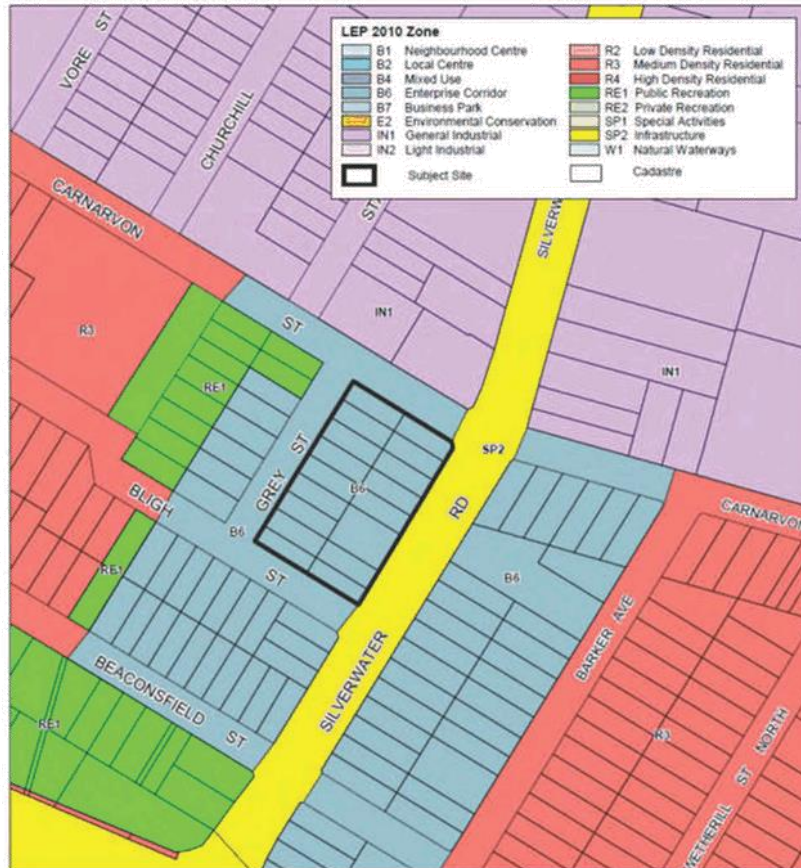 LEP 2010 Zone
B1 Neighbourhood Centre
B2 Local Centre
B4 Mixed Use
B6 Enterprise Corridor
B7 Business Park
E2 Environmental Conservation
IN1 General Industrial
IN2 Light Industrial
Subject Site
R2 Low Density Residential
R3 Medium Density Residential
R4 High Density Residential
RE1 Public Recreation
RE2 Private Recreation
SP1 Special Activities
SP2 Infrastructure
W1 Natural Waterways
Cadastre
VORE ST
CHURCHILL
STA
SILVERW
CARNARVON
ST
IN1
IN1
R3
RE1
SP2
GREY ST
B6
RD
CARNARVON
BLIGH
B6
ST
B6
RE1
BARKER AVE
SILVERWATER
BEACONSFIELD
ST
RE1
R3
NETHERILL ST NORTH